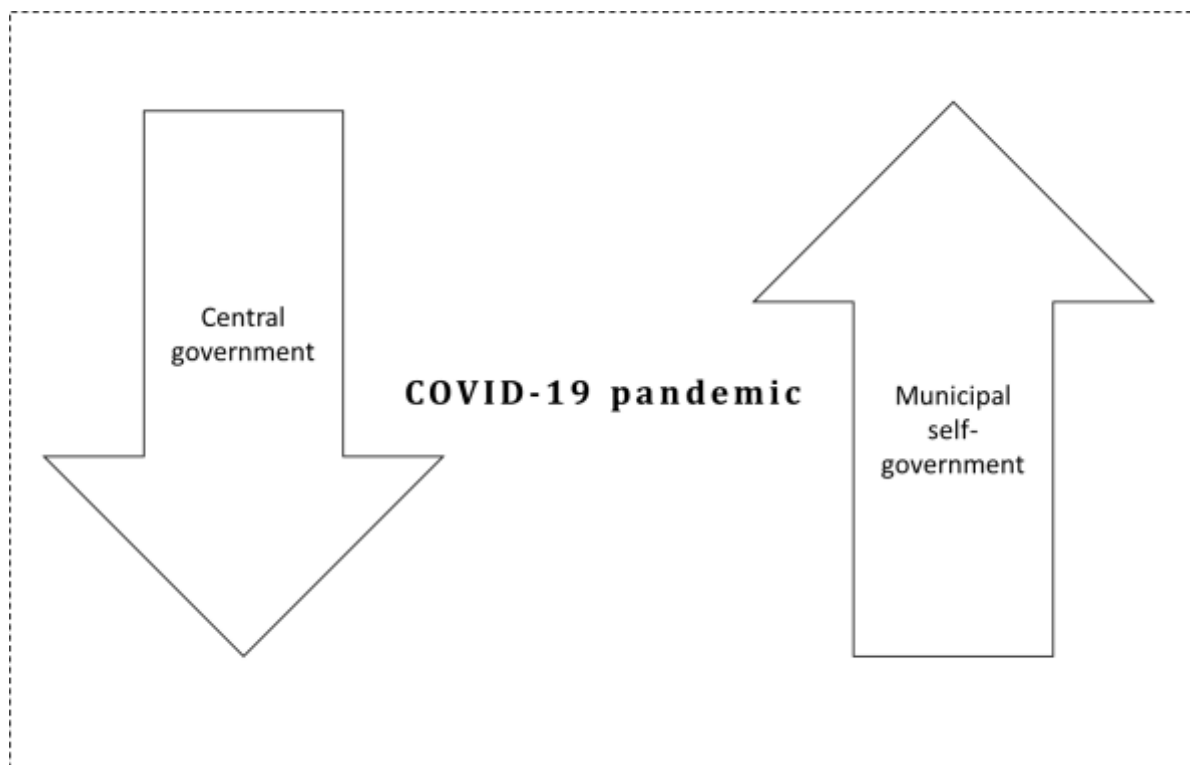 Central
government
COVID-19 pandemic
Municipal
self-
government